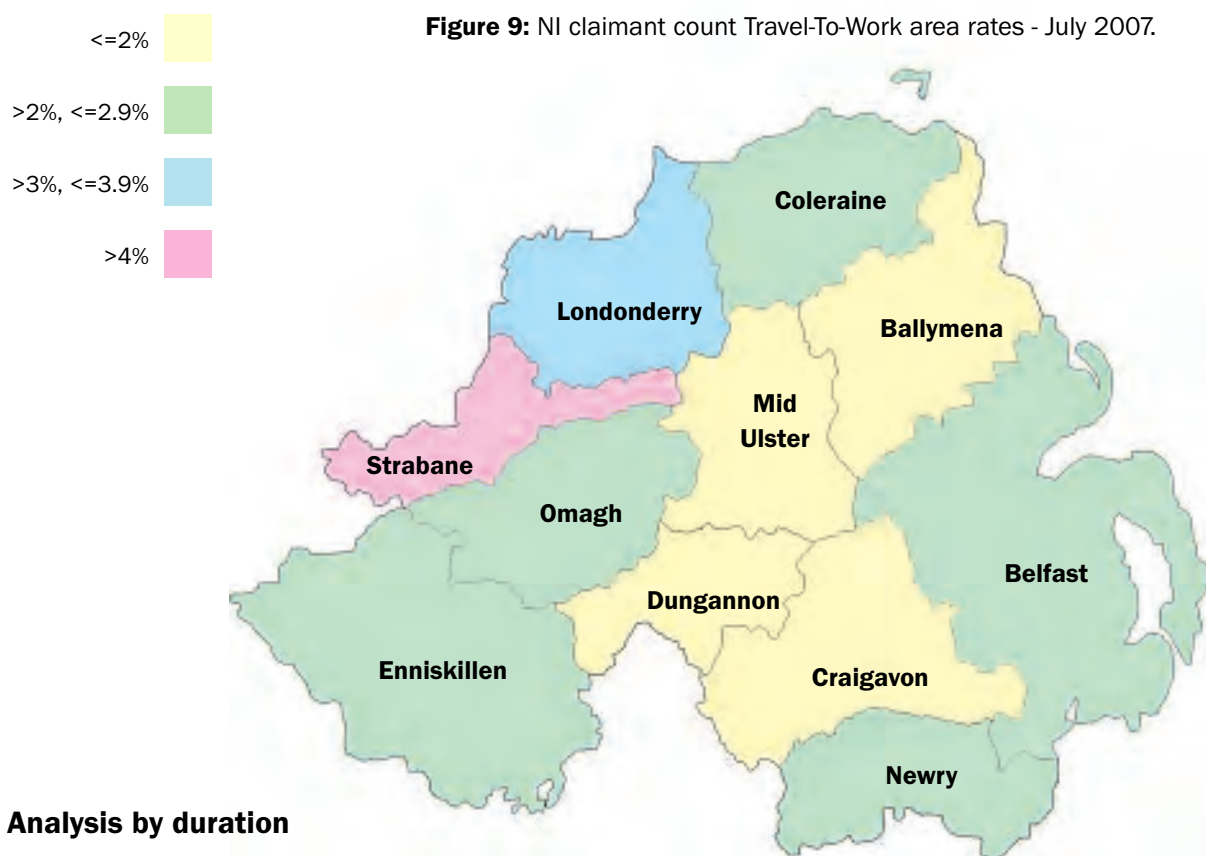 Figure 9: NI claimant count Travel-To-Work area rates - July 2007.
<=2%
>2%, <=2.9%
>3%, <=3.9%
>4%
Coleraine
Londonderry
Ballymena
Mid
Ulster
Strabane
Omagh
Belfast
Dungannon
Enniskillen
Craigavon
Newry
Analysis by duration